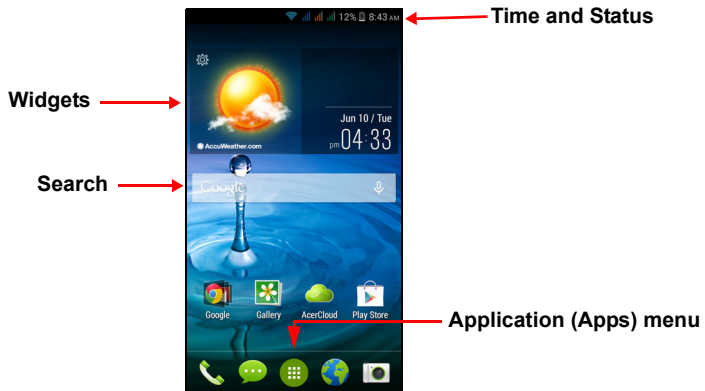 12% 8:43 AM
Time and Status
Widgets
Jun 10 / Tue
pm 04:33
AccuWeather.com
Search
Google
Google Gallery AcerCloud Play Store
Application (Apps) menu